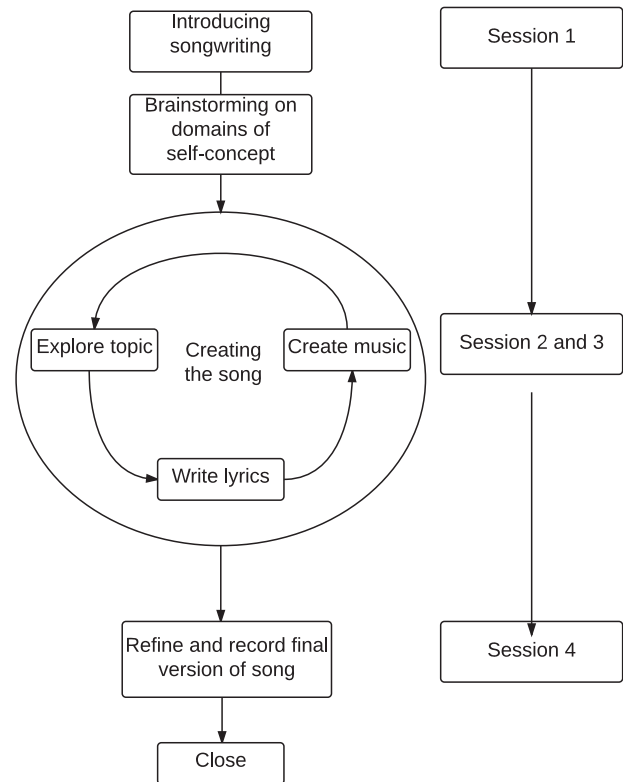 Introducing
songwriting
Session 1
Brainstorming on
domains of
self-concept
Explore topic
Creating
the song
Create music
Session 2 and 3
Write lyrics
Refine and record final
version of song
Session 4
Close